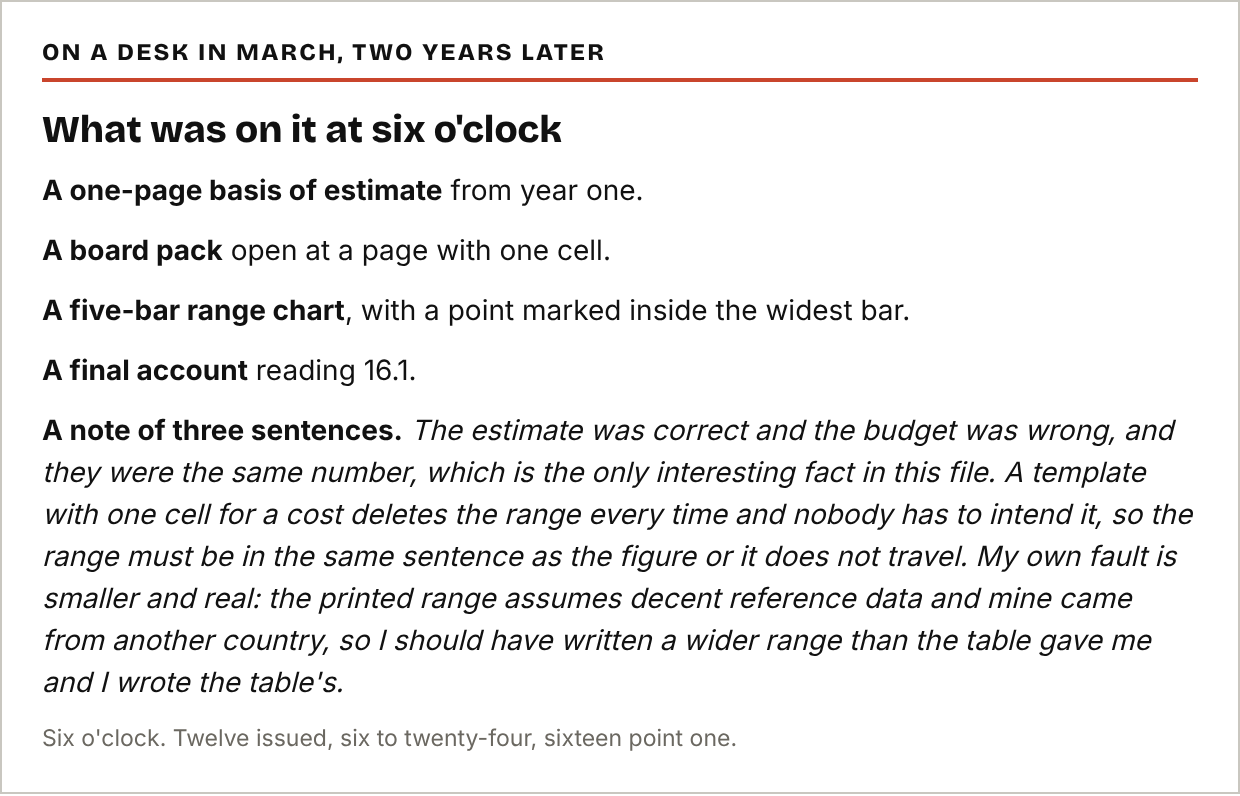 ON A DESK IN MARCH, TWO YEARS LATER
What was on it at six o'clock
A one-page basis of estimate from year one.
A board pack open at a page with one cell.
A five-bar range chart, with a point marked inside the widest bar.
A final account reading 16.1.
A note of three sentences. The estimate was correct and the budget was wrong, and
they were the same number, which is the only interesting fact in this file. A template
with one cell for a cost deletes the range every time and nobody has to intend it, so the
range must be in the same sentence as the figure or it does not travel. My own fault is
smaller and real: the printed range assumes decent reference data and mine came
from another country, so I should have written a wider range than the table gave me
and I wrote the table's.
Six o'clock. Twelve issued, six to twenty-four, sixteen point one.